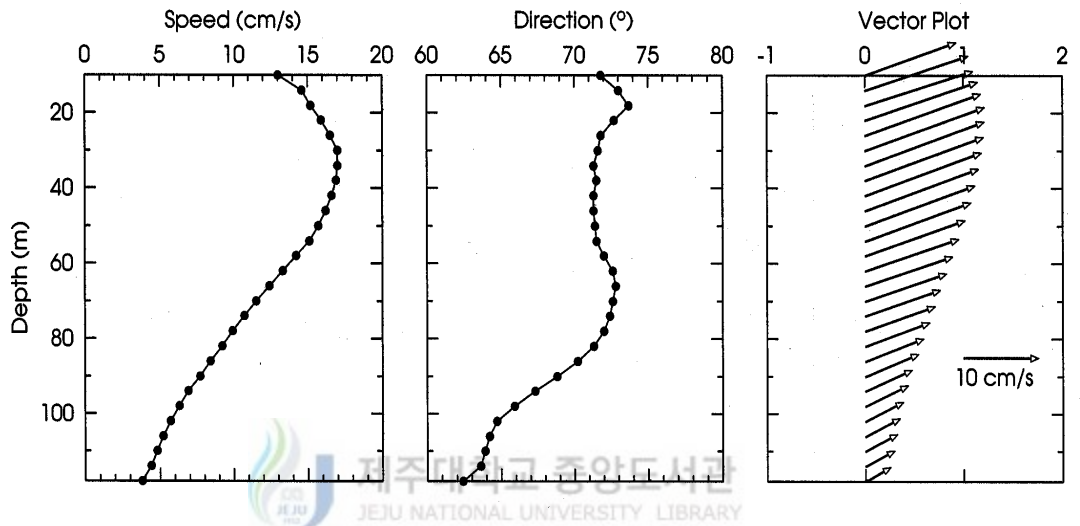 Speed (cm/s)
0 5 10 15 20
Depth (m)
20
40
60
80
100
Direction (º)
60 65 70 75 80
Vector Plot
-1 0 1 2
10 cm/s
제주대학교 중앙도서관
JEJU NATIONAL UNIVERSITY LIBRARY
JEJU